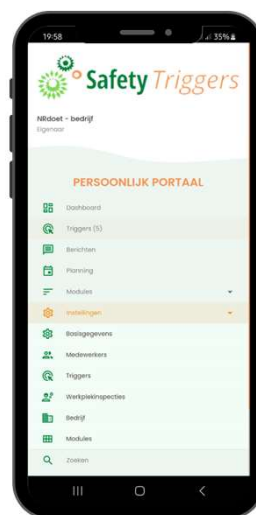 19:58
35%
Safety Triggers
NRdoet - bedrijf
Eigenaar
PERSOONLIJK PORTAAL
Dashboard
Triggers (5)
Berichten
Planning
Modules
Instellingen
Basisgegevens
Medewerkers
Triggers
Werkplekinspecties
Bedrijf
Modules
Zoeken